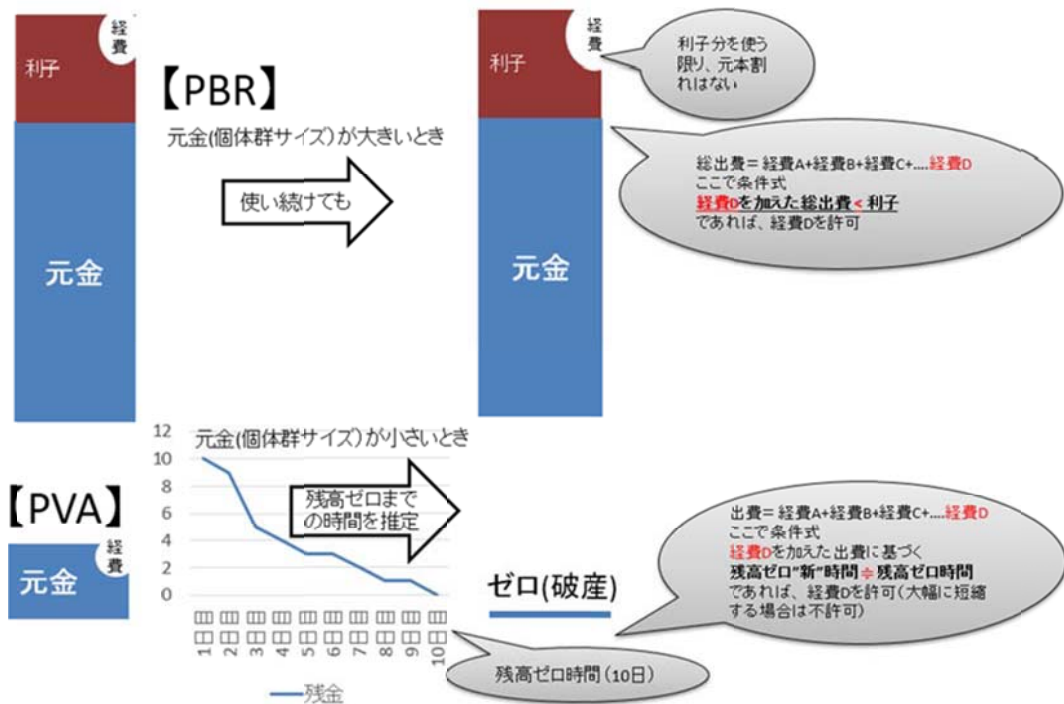 経
費
利子
【PBR】
元金(個体群サイズ)が大きいとき
使い続けても
元金
経
費
利子
元金
利子分を使う
限り、元本割
れはない
総出費＝経費A+経費B+経費C+....経費D
ここで条件式
経費Dを加えた総出費＜利子
であれば、経費Dを許可
【PVA】
経
費
元金
元金(個体群サイズ)が小さいとき
12
10
8
6
4
2
0
残高ゼロまで
の時間を推定
1日目
2日目
3日目
4日目
5日目
6日目
7日目
8日目
9日目
10日目
残金
ゼロ(破産)
残高ゼロ時間(10日)
出費＝経費A+経費B+経費C+....経費D
ここで条件式
経費Dを加えた出費に基づく
残高ゼロ"新"時間≑残高ゼロ時間
であれば、経費Dを許可(大幅に短縮
する場合は不許可)